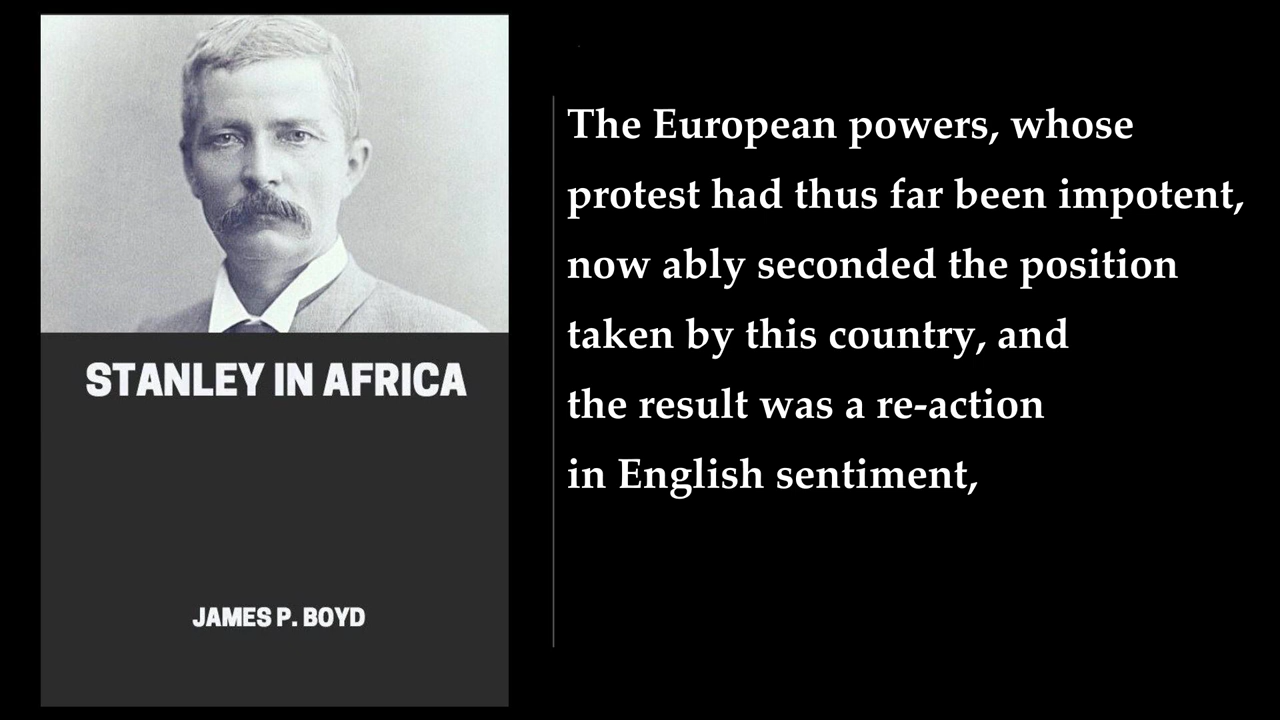 STANLEY IN AFRICA
JAMES P. BOYD
The European powers, whose
protest had thus far been impotent,
now ably seconded the position
taken by this country, and
the result was a re-action
in English sentiment,